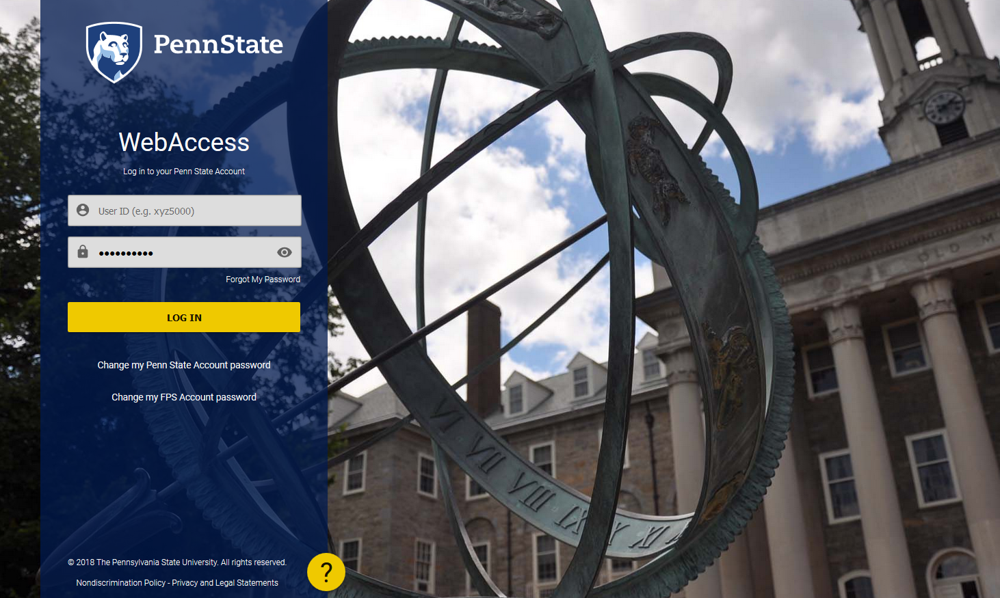 PennState
WebAccess
Log in to your Penn State Account
User ID (e.g. xyz5000)
••••••••••
Forgot My Password
LOG IN
Change my Penn State Account password
Change my FPS Account password
© 2018 The Pennsylvania State University. All rights reserved.
Nondiscrimination Policy - Privacy and Legal Statements
?
OLD M
VI VII VIII IX X XI